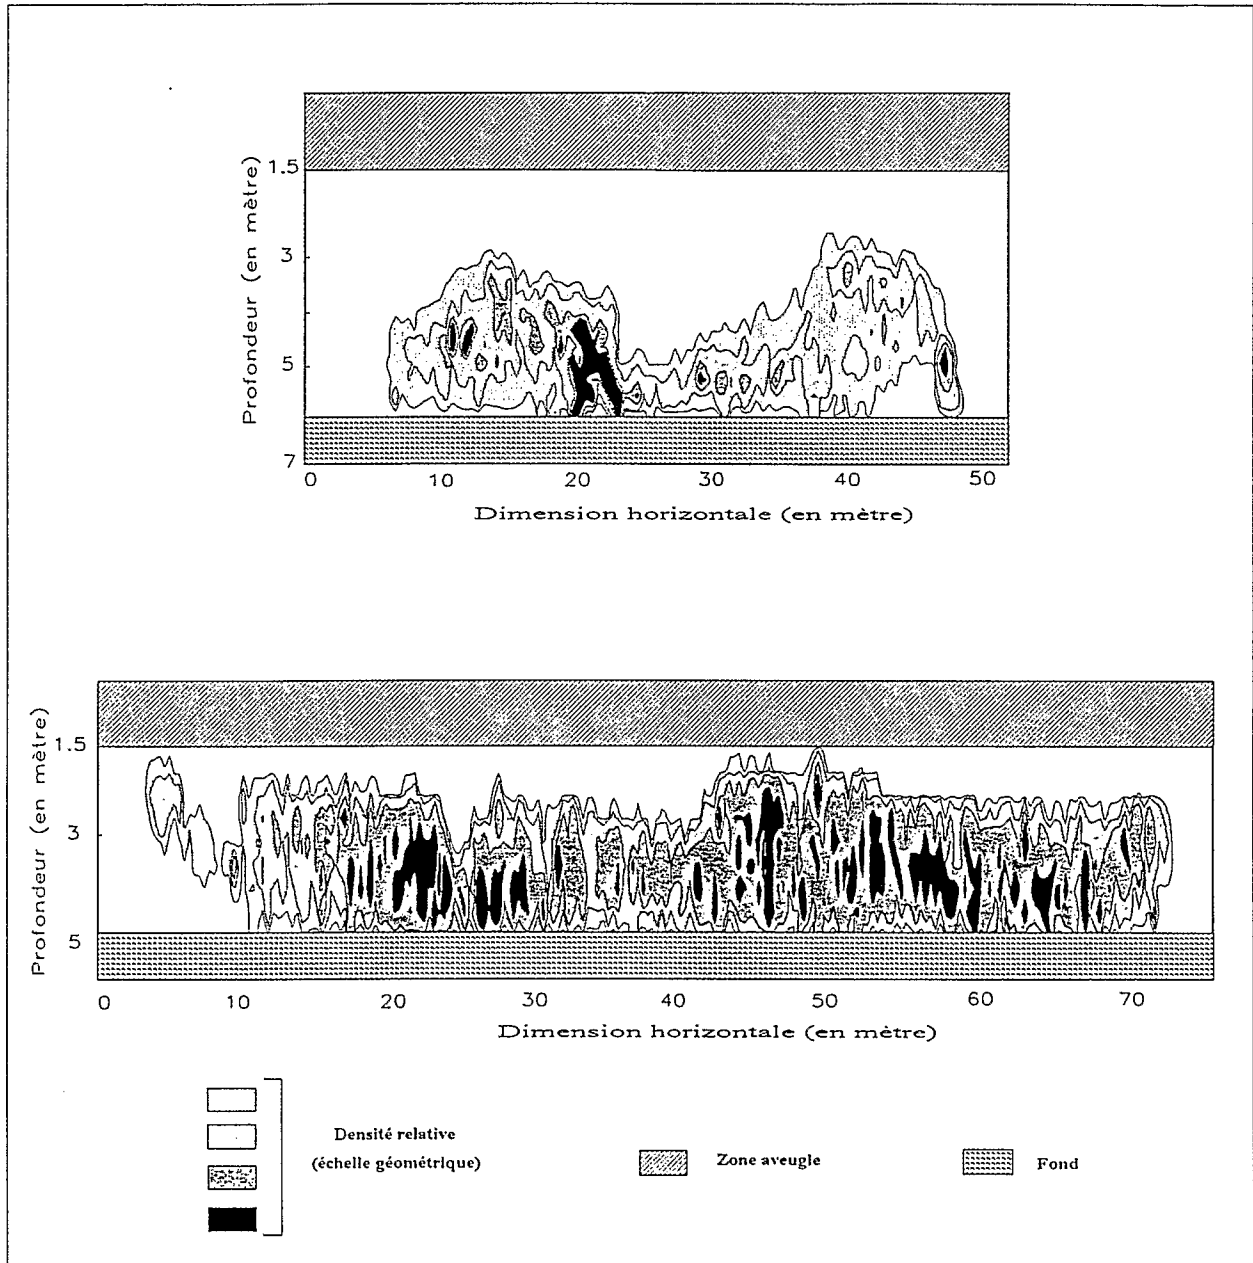 Profondeur (en mètre)
1.5
3
5
7
0 10 20 30 40 50
Dimension horizontale (en mètre)
Profondeur (en mètre)
1.5
3
5
0 10 20 30 40 50 60 70
Dimension horizontale (en mètre)
Densité relative
(échelle géométrique)
Zone aveugle
Fond